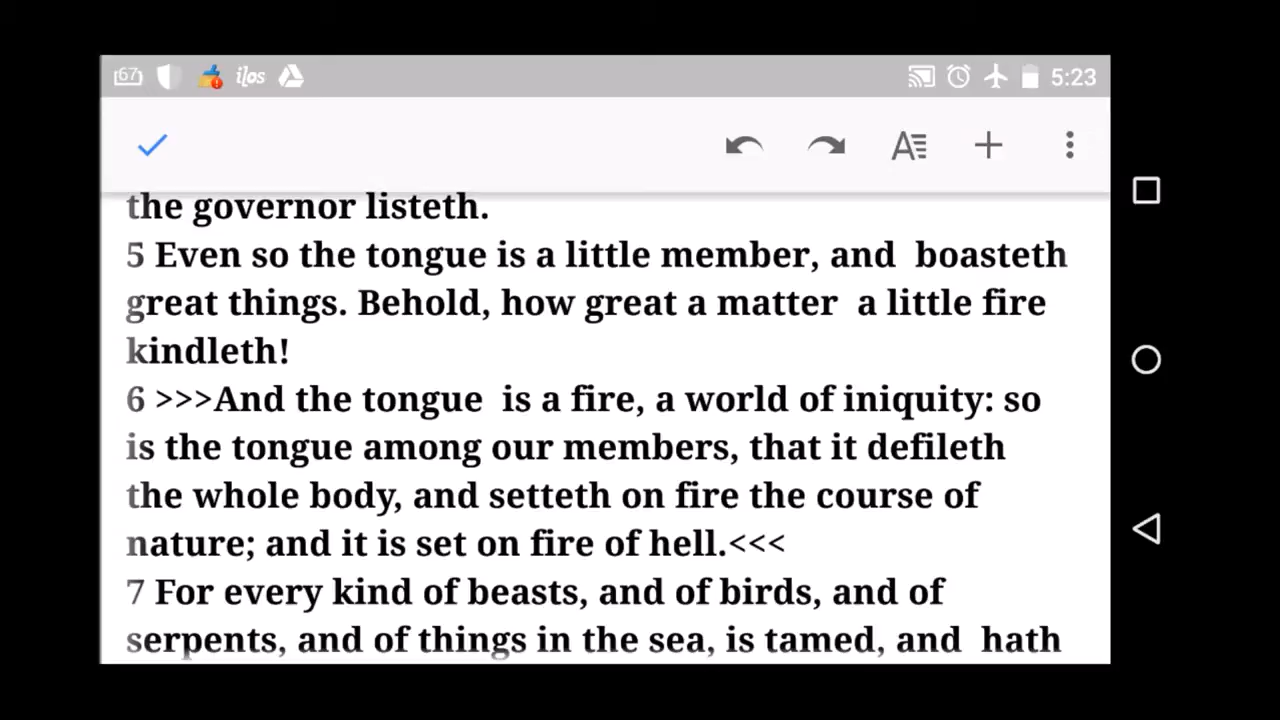 67 ilos 5:23
the governor listeth.
5 Even so the tongue is a little member, and  boasteth
great things. Behold, how great a matter  a little fire
kindleth!
6 >>>And the tongue  is a fire, a world of iniquity: so
is the tongue among our members, that it defileth
the whole body, and setteth on fire the course of
nature; and it is set on fire of hell.<<<
7 For every kind of beasts, and of birds, and of
serpents, and of things in the sea, is tamed, and  hath